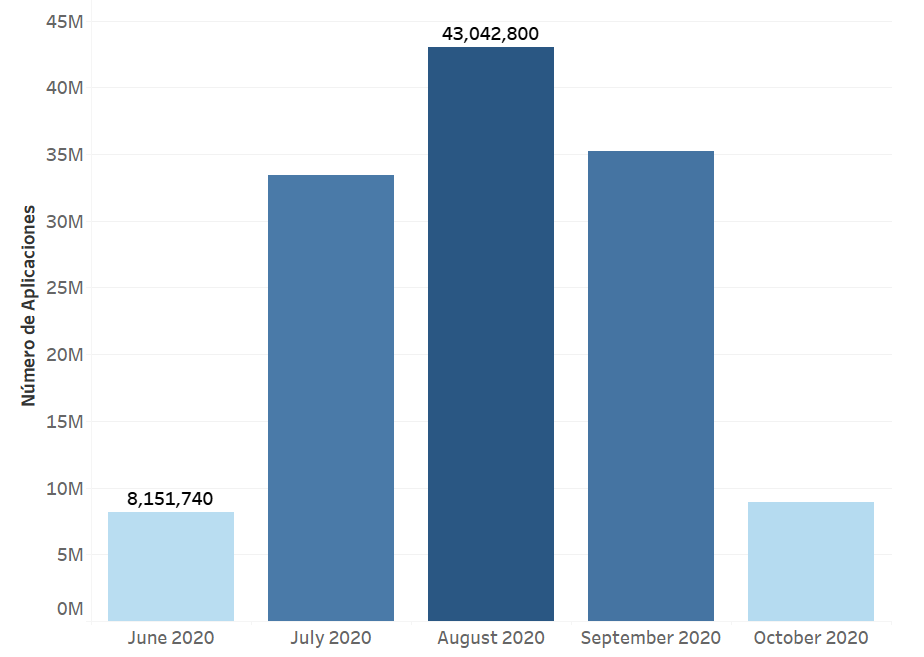 Número de Aplicaciones
45M
40M
35M
30M
25M
20M
15M
10M
5M
0M
8,151,740
43,042,800
June 2020
July 2020
August 2020
September 2020
October 2020